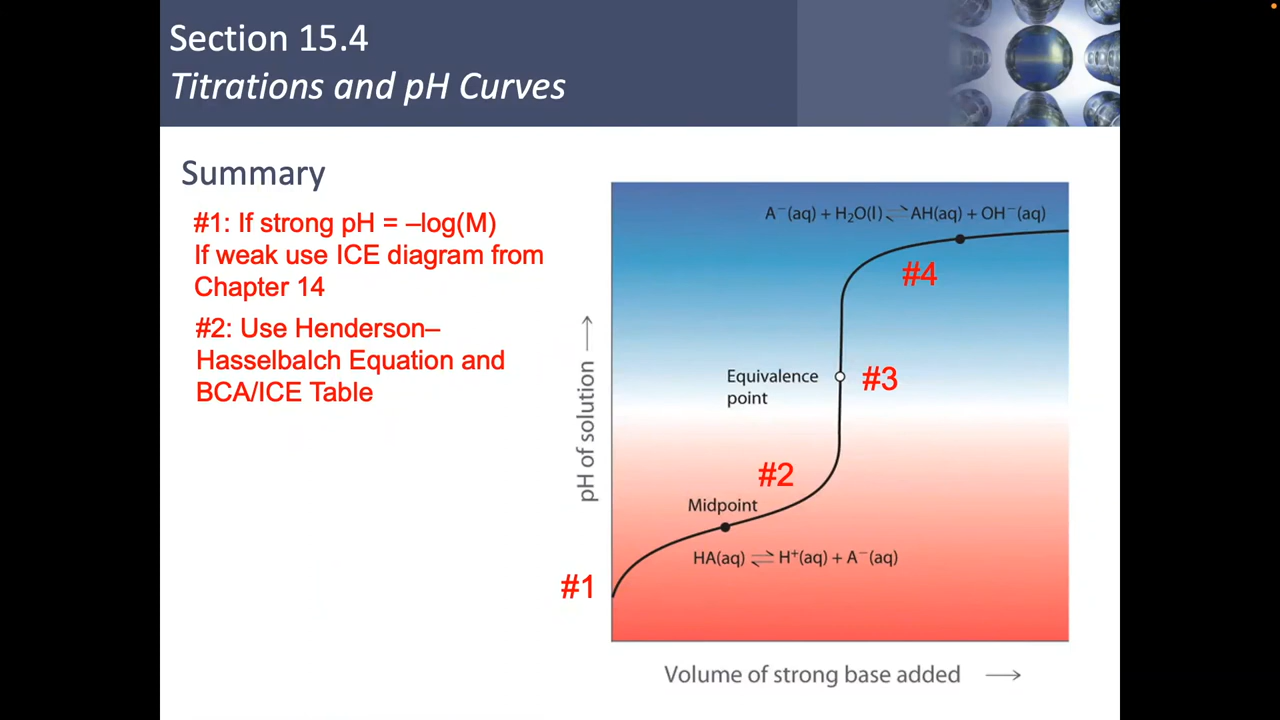 Section 15.4
Titrations and pH Curves
Summary
#1: If strong pH = –log(M)
If weak use ICE diagram from
Chapter 14
#2: Use Henderson–
Hasselbalch Equation and
BCA/ICE Table
A⁻(aq) + H₂O(l) ⇌ AH(aq) + OH⁻(aq)
#4
Equivalence
point
#3
#2
Midpoint
HA(aq) ⇌ H⁺(aq) + A⁻(aq)
#1
pH of solution →
Volume of strong base added →